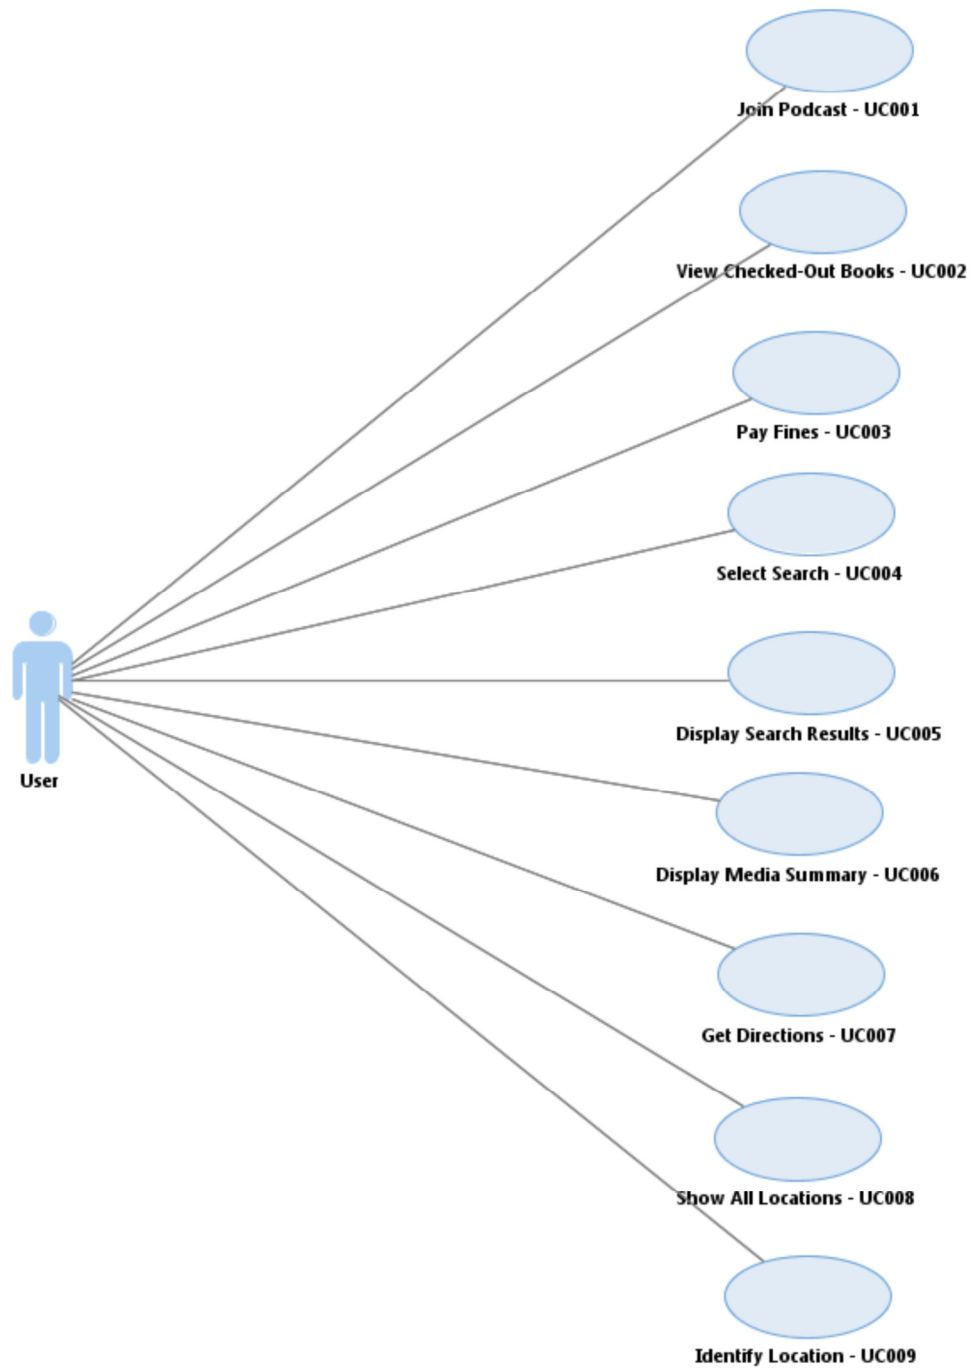 Join Podcast - UC001
View Checked-Out Books - UC002
Pay Fines - UC003
Select Search - UC004
Display Search Results - UC005
User
Display Media Summary - UC006
Get Directions - UC007
Show All Locations - UC008
Identify Location - UC009